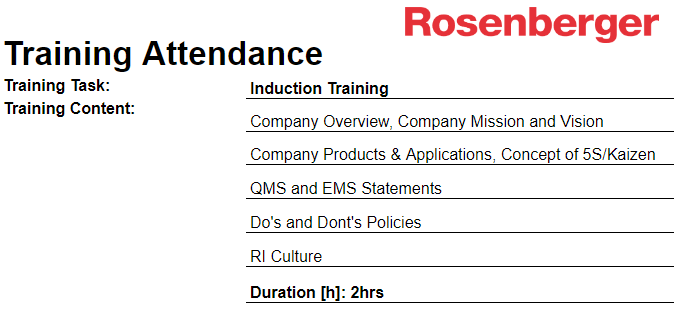 Rosenberger
Training Attendance
Training Task: Induction Training
Training Content:
Company Overview, Company Mission and Vision
Company Products & Applications, Concept of 5S/Kaizen
QMS and EMS Statements
Do's and Dont's Policies
RI Culture
Duration [h]: 2hrs